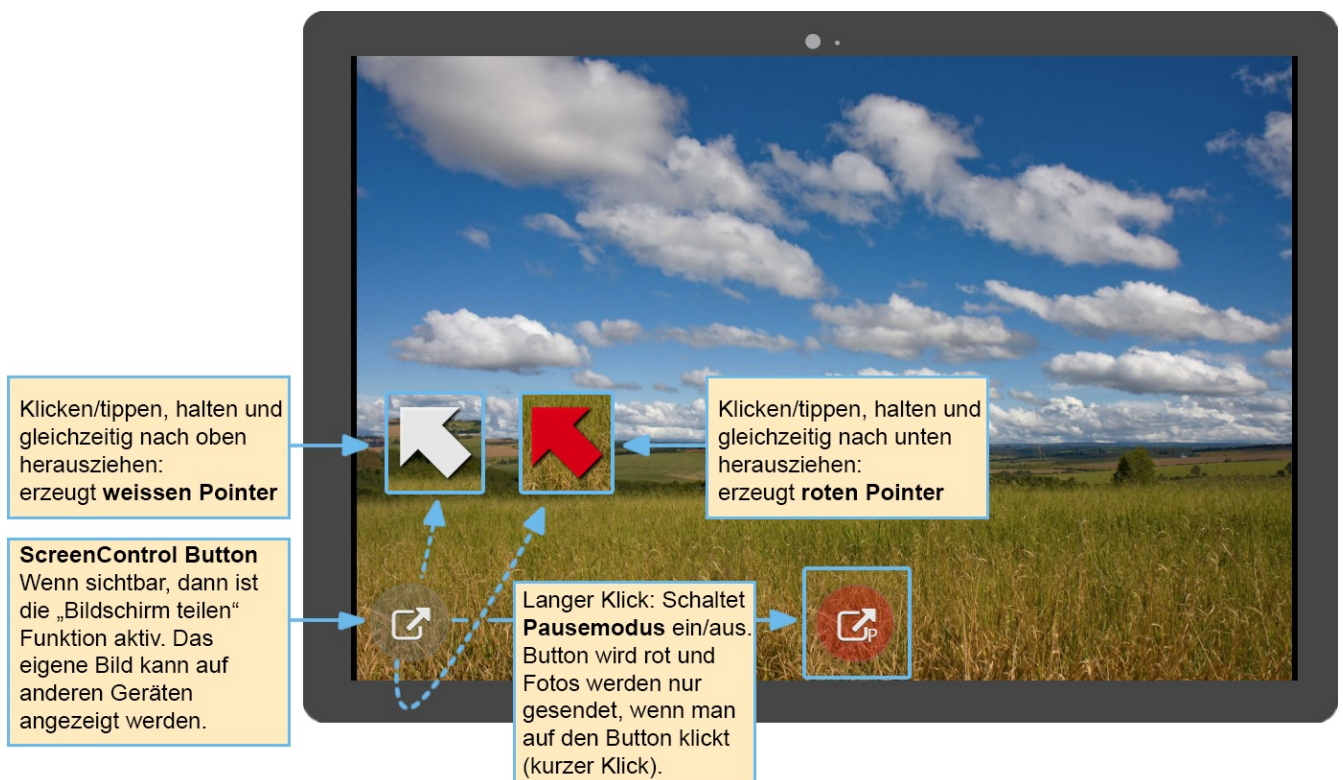 Klicken/tippen, halten und
gleichzeitig nach oben
herausziehen:
erzeugt weissen Pointer
Klicken/tippen, halten und
gleichzeitig nach unten
herausziehen:
erzeugt roten Pointer
ScreenControl Button
Wenn sichtbar, dann ist
die „Bildschirm teilen“
Funktion aktiv. Das
eigene Bild kann auf
anderen Geräten
angezeigt werden.
Langer Klick: Schaltet
Pausemodus ein/aus.
Button wird rot und
Fotos werden nur
gesendet, wenn man
auf den Button klickt
(kurzer Klick).
P